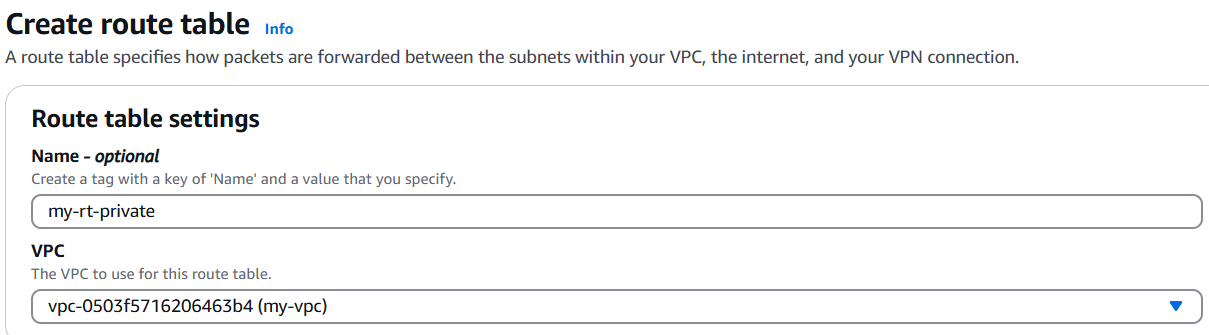 Create route table Info
A route table specifies how packets are forwarded between the subnets within your VPC, the internet, and your VPN connection.
Route table settings
Name - optional
Create a tag with a key of 'Name' and a value that you specify.
my-rt-private
VPC
The VPC to use for this route table.
vpc-0503f5716206463b4 (my-vpc)